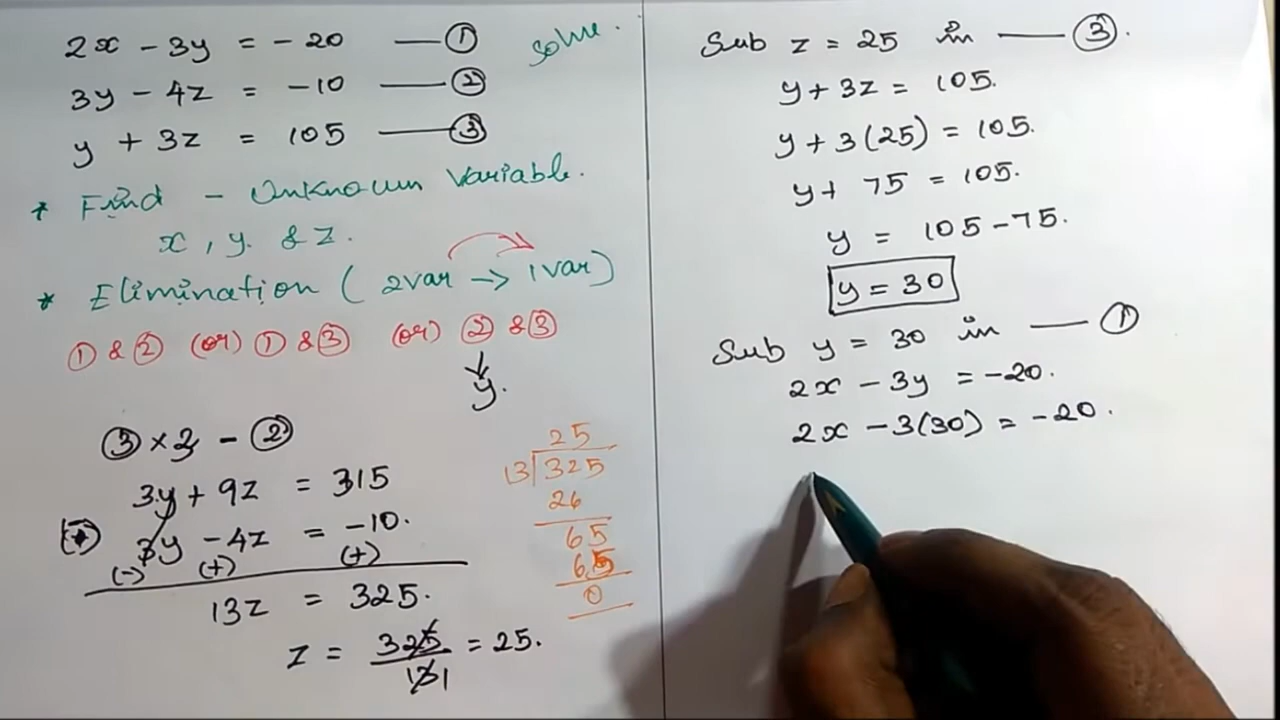 2x - 3y = -20 — ①
solve.
3y - 4z = -10 — ②
y + 3z = 105 — ③
* Find - Unknown Variable.
x, y. & z.
* Elimination (2var → 1var)
① & ② (or) ① & ③ (or) ② & ③
↓
y.
③ × 3 - ②
3y + 9z = 315
3y - 4z = -10.
(-) (+) (+)
13z = 325.
z = 325/13 1 = 25.
25
13 325
26
65
65
0
Sub z = 25 in — ③.
y + 3z = 105.
y + 3(25) = 105.
y + 75 = 105.
y = 105 - 75.
y = 30
Sub y = 30 in — ①
2x - 3y = -20.
2x - 3(30) = -20.